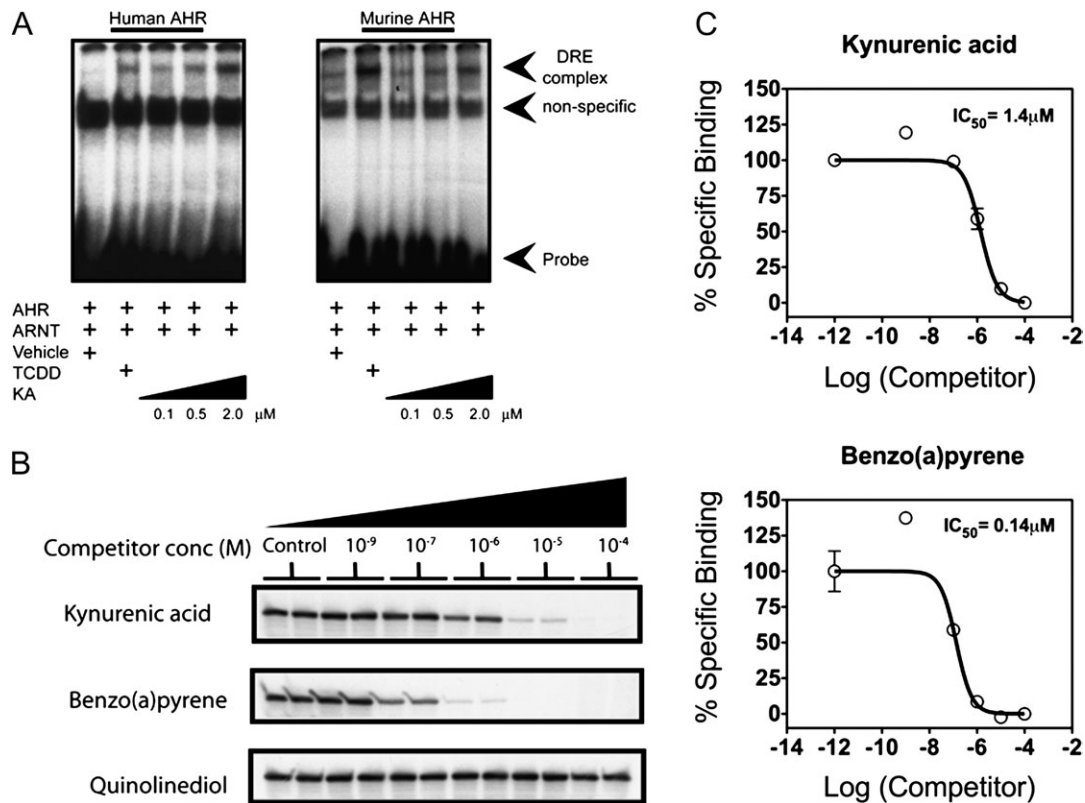 A
Human AHR
Murine AHR
DRE
complex
non-specific
Probe
AHR + + + + + + + + + +
ARNT + + + + + + + + + +
Vehicle + +
TCDD + +
KA
0.1 0.5 2.0 μM 0.1 0.5 2.0 μM
B
Competitor conc (M) Control 10⁻⁹ 10⁻⁷ 10⁻⁶ 10⁻⁵ 10⁻⁴
Kynurenic acid
Benzo(a)pyrene
Quinolinediol
C
Kynurenic acid
% Specific Binding
150
125
100
75
50
25
0
IC₅₀= 1.4μM
-14 -12 -10 -8 -6 -4 -2
Log (Competitor)
Benzo(a)pyrene
% Specific Binding
150
125
100
75
50
25
0
IC₅₀= 0.14μM
-14 -12 -10 -8 -6 -4 -2
Log (Competitor)